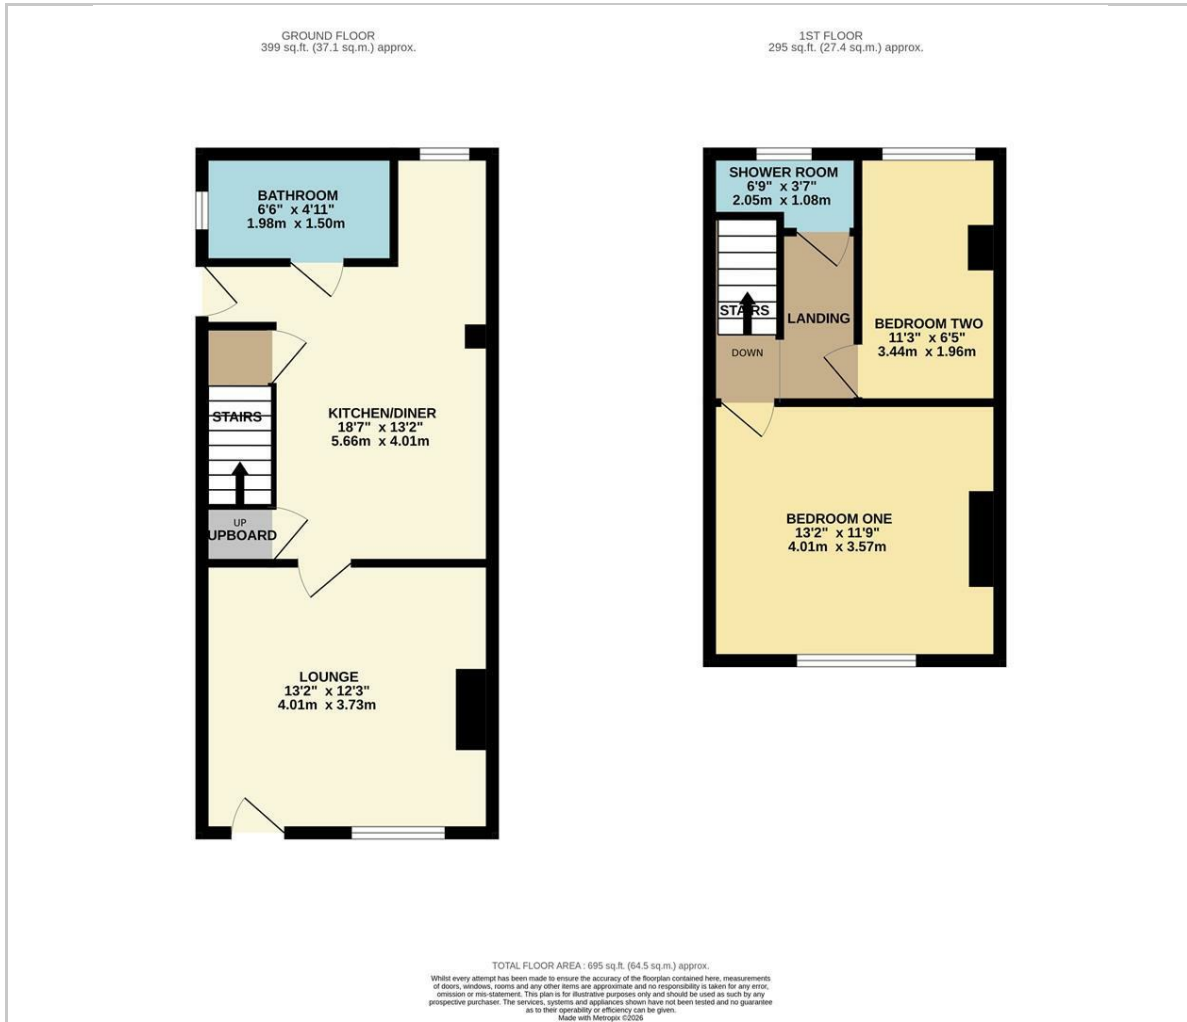 GROUND FLOOR
399 sq.ft. (37.1 sq.m.) approx.
BATHROOM
6'6" x 4'11"
1.98m x 1.50m
STAIRS
KITCHEN/DINER
18'7" x 13'2"
5.66m x 4.01m
UP
UPBOARD
LOUNGE
13'2" x 12'3"
4.01m x 3.73m
1ST FLOOR
295 sq.ft. (27.4 sq.m.) approx.
SHOWER ROOM
6'9" x 3'7"
2.05m x 1.08m
STAIRS
LANDING
DOWN
BEDROOM TWO
11'3" x 6'5"
3.44m x 1.96m
BEDROOM ONE
13'2" x 11'9"
4.01m x 3.57m
TOTAL FLOOR AREA : 695 sq.ft. (64.5 sq.m.) approx.
Whilst every attempt has been made to ensure the accuracy of the floorplan contained here, measurements
of doors, windows, rooms and any other items are approximate and no responsibility is taken for any error,
omission or mis-statement. This plan is for illustrative purposes only and should be used as such by any
prospective purchaser. The services, systems and appliances shown have not been tested and no guarantee
as to their operability or efficiency can be given.
Made with Metropix ©2026